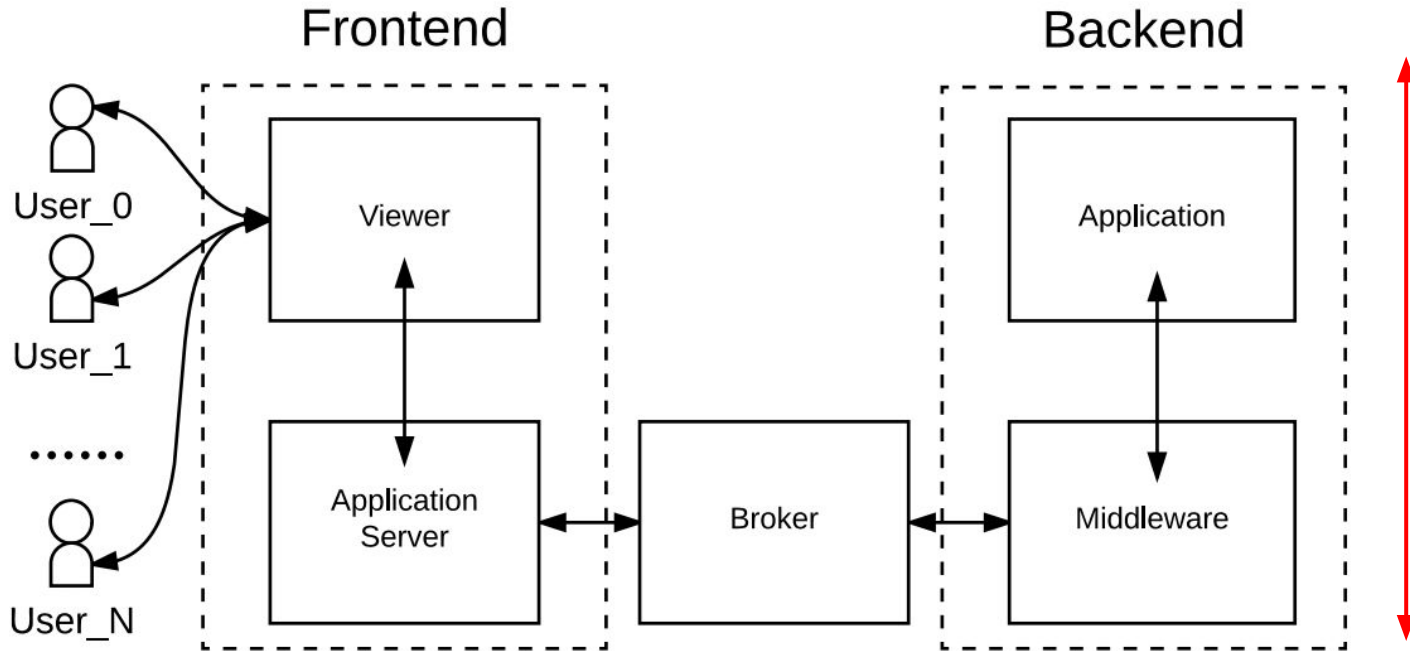 Frontend
Backend
User_0
Viewer
Application
User_1
......
Application
Server
Broker
Middleware
User_N